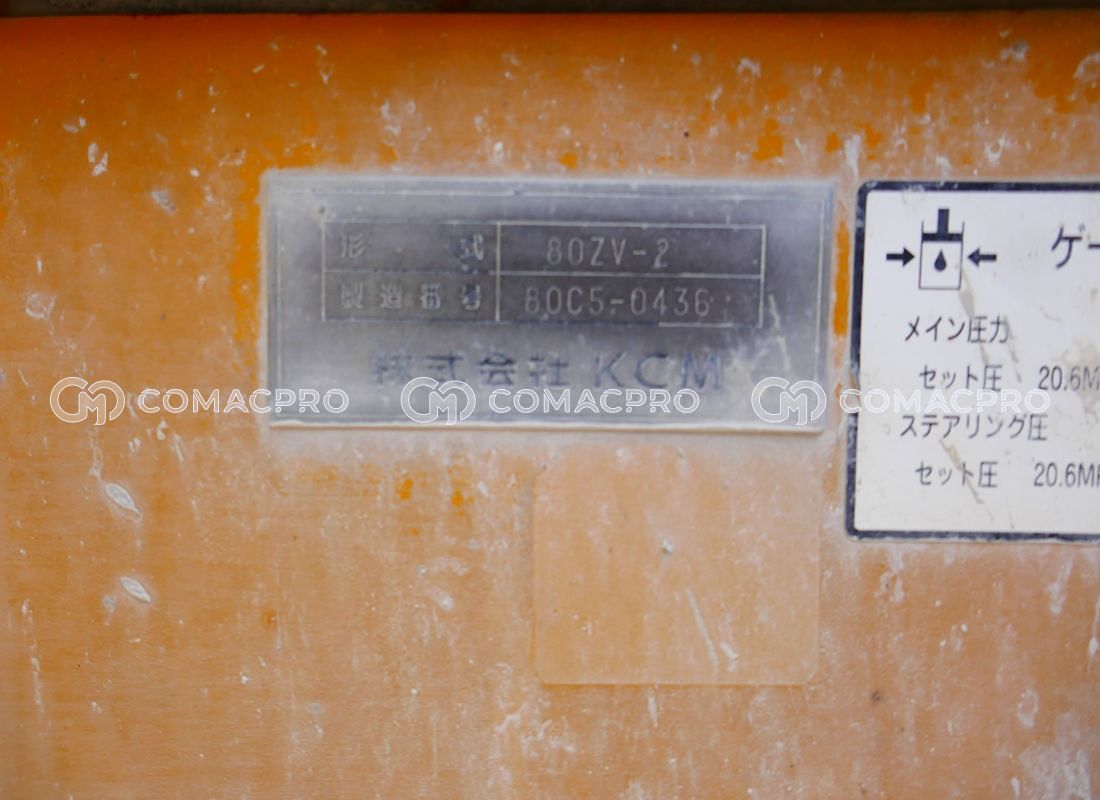 形式 80ZV-2
製造番号 80C5-0436
株式会社 KCM
ゲー
メイン圧力
セット圧 20.6M
ステアリング圧
セット圧 20.6MP
COMACPRO COMACPRO COMACPRO